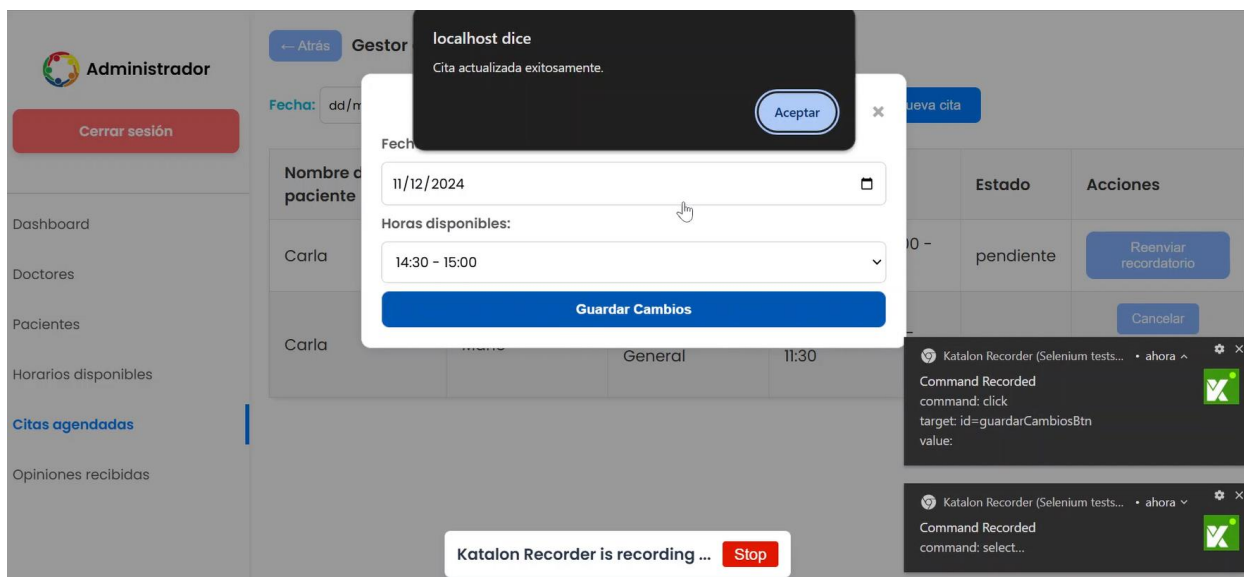 Administrador
Cerrar sesión
Dashboard
Doctores
Pacientes
Horarios disponibles
Citas agendadas
Opiniones recibidas
← Atrás Gestor
localhost dice
Cita actualizada exitosamente.
Aceptar
Fecha: dd/m
ueva cita
×
Fech
11/12/2024
Horas disponibles:
14:30 - 15:00
Guardar Cambios
Nombre d
paciente
Estado
Acciones
Carla
00 -
pendiente
Reenviar
recordatorio
Carla
General
11:30
Cancelar
Katalon Recorder (Selenium tests... • ahora
Command Recorded
command: click
target: id=guardarCambiosBtn
value:
Katalon Recorder (Selenium tests... • ahora
Command Recorded
command: select...
Katalon Recorder is recording ... Stop